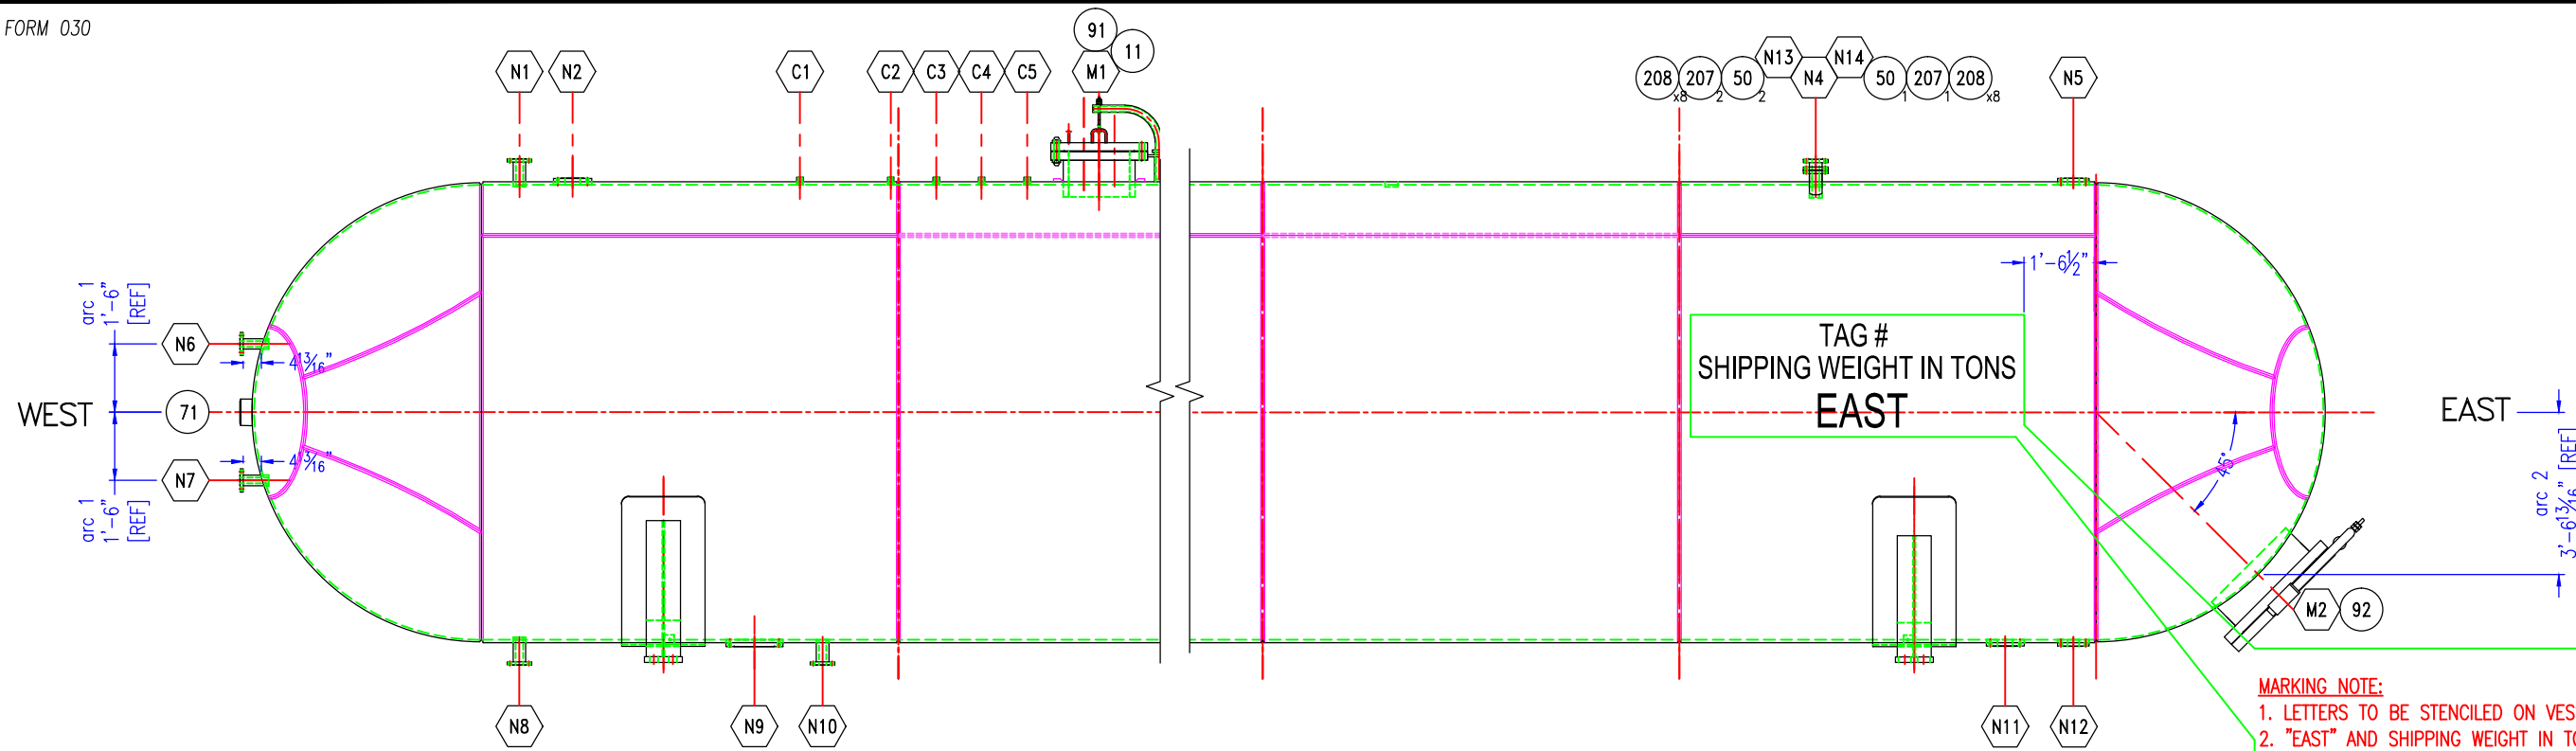 FORM 030
91
11
N1
N2
C1
C2
C3
C4
C5
M1
208
x8
207
2
50
2
N13
N4
N14
50
1
207
1
208
x8
N5
1'-6½"
arc 1
1'-6"
[REF]
N6
4 13/16"
TAG #
SHIPPING WEIGHT IN TONS
EAST
WEST
71
EAST
45°
N7
4 3/16"
arc 1
1'-6"
[REF]
arc 2
3'-6 13/16" [REF]
M2
92
N8
N9
N10
N11
N12
MARKING NOTE:
1. LETTERS TO BE STENCILED ON VES
2. "EAST" AND SHIPPING WEIGHT IN TO